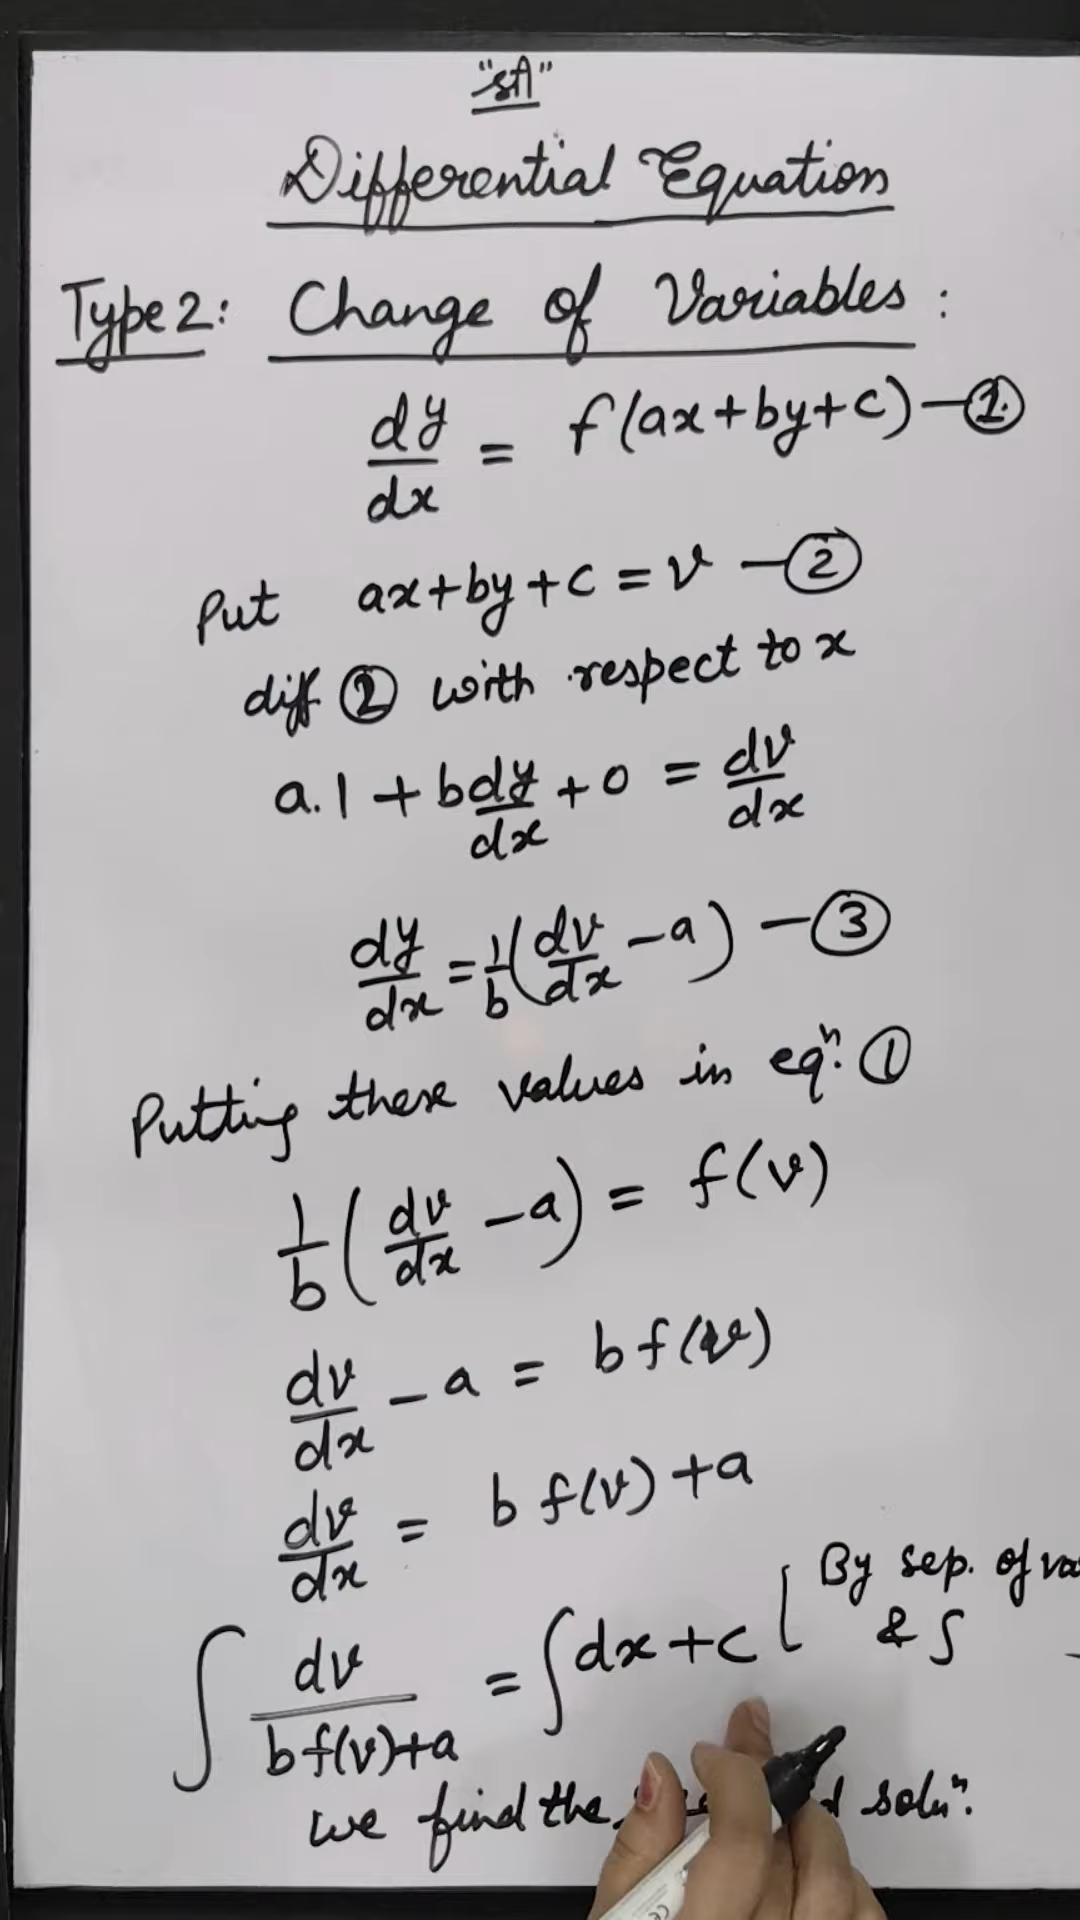 "SA"
Differential Equation
Type 2: Change of Variables:
dy/dx = f(ax+by+c) — ①
Put ax+by+c = v — ②
diff ② with respect to x
a.1 + b dy/dx + 0 = dv/dx
dy/dx = 1/b (dv/dx - a) — ③
Putting these values in eqⁿ. ①
1/b (dv/dx - a) = f(v)
dv/dx - a = b f(v)
dv/dx = b f(v) + a
∫ dv/(b f(v)+a) = ∫dx + c [By sep. of
& ∫
we find the soluⁿ.